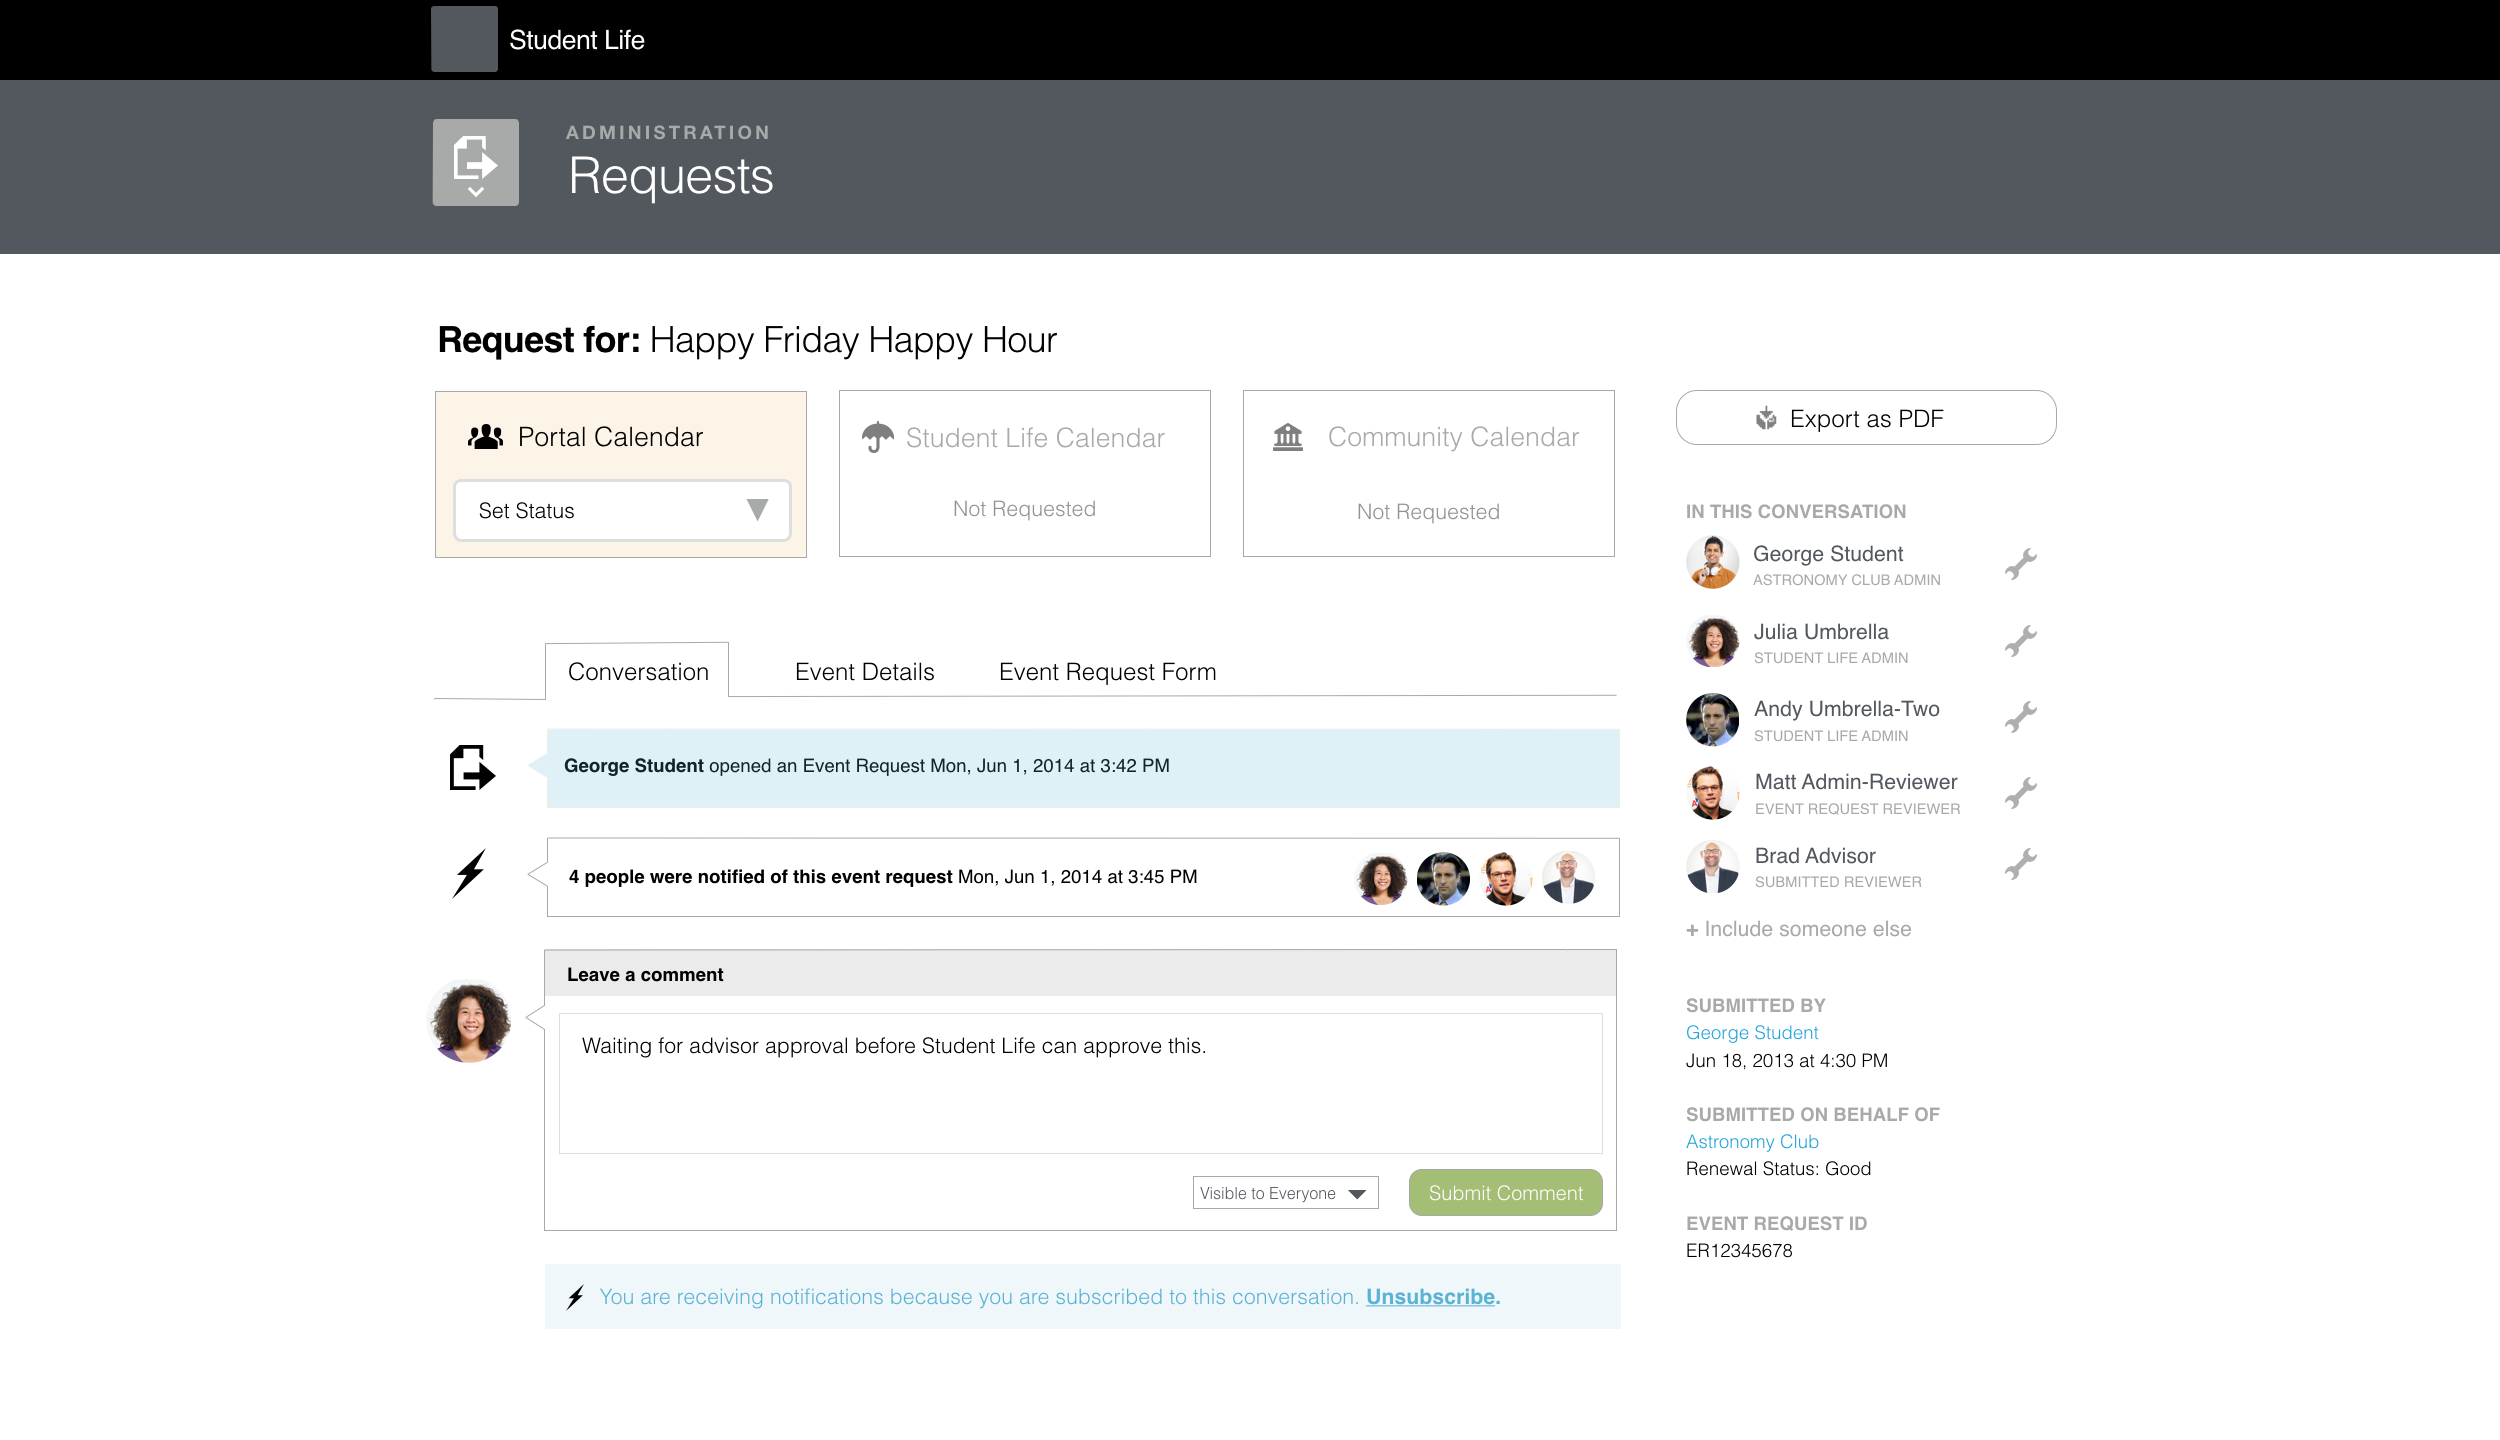 Student Life
ADMINISTRATION
Requests
Request for: Happy Friday Happy Hour
Portal Calendar
Set Status
Student Life Calendar
Not Requested
Community Calendar
Not Requested
Export as PDF
Conversation
Event Details
Event Request Form
George Student opened an Event Request Mon, Jun 1, 2014 at 3:42 PM
4 people were notified of this event request Mon, Jun 1, 2014 at 3:45 PM
Leave a comment
Waiting for advisor approval before Student Life can approve this.
Visible to Everyone
Submit Comment
You are receiving notifications because you are subscribed to this conversation. Unsubscribe.
IN THIS CONVERSATION
George Student
ASTRONOMY CLUB ADMIN
Julia Umbrella
STUDENT LIFE ADMIN
Andy Umbrella-Two
STUDENT LIFE ADMIN
Matt Admin-Reviewer
EVENT REQUEST REVIEWER
Brad Advisor
SUBMITTED REVIEWER
+ Include someone else
SUBMITTED BY
George Student
Jun 18, 2013 at 4:30 PM
SUBMITTED ON BEHALF OF
Astronomy Club
Renewal Status: Good
EVENT REQUEST ID
ER12345678